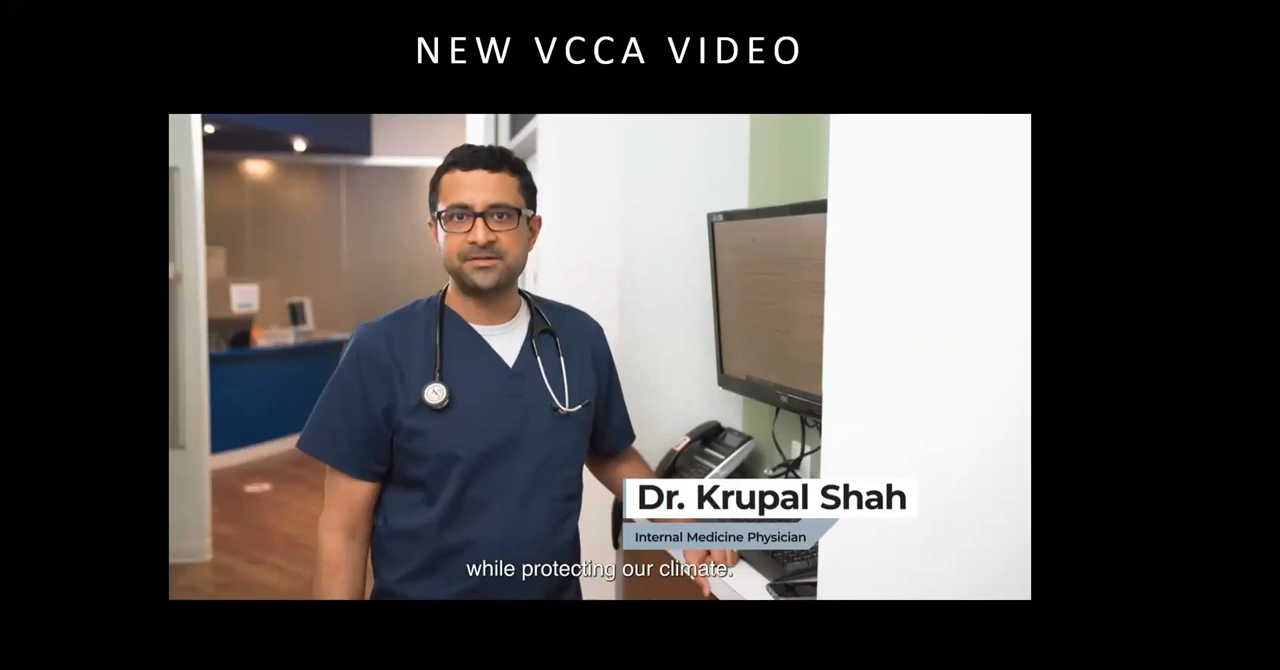 NEW VCCA VIDEO
Dr. Krupal Shah
Internal Medicine Physician
while protecting our climate.